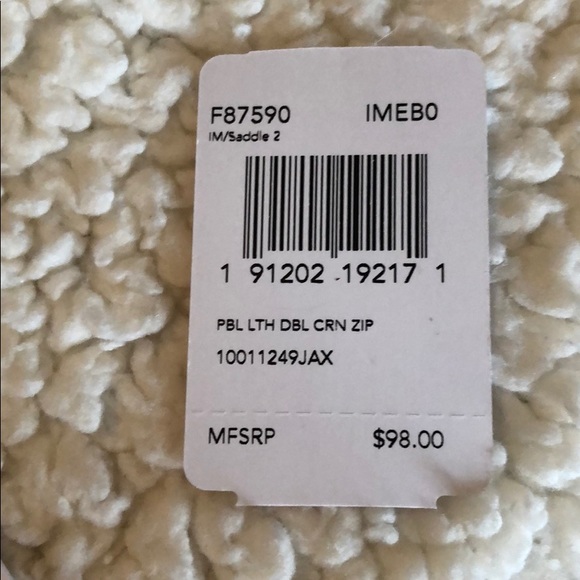 F87590 IMEB0
IM/Saddle 2
1 91202 19217 1
PBL LTH DBL CRN ZIP
10011249JAX
MFSRP $98.00